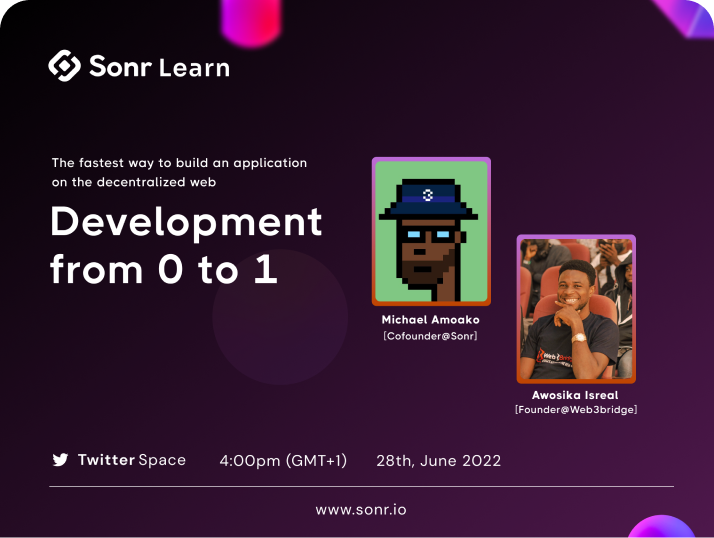 Sonr Learn
The fastest way to build an application
on the decentralized web
Development
from 0 to 1
Michael Amoako
[Cofounder@Sonr]
Awosika Isreal
[Founder@Web3bridge]
Twitter Space 4:00pm (GMT+1) 28th, June 2022
www.sonr.io